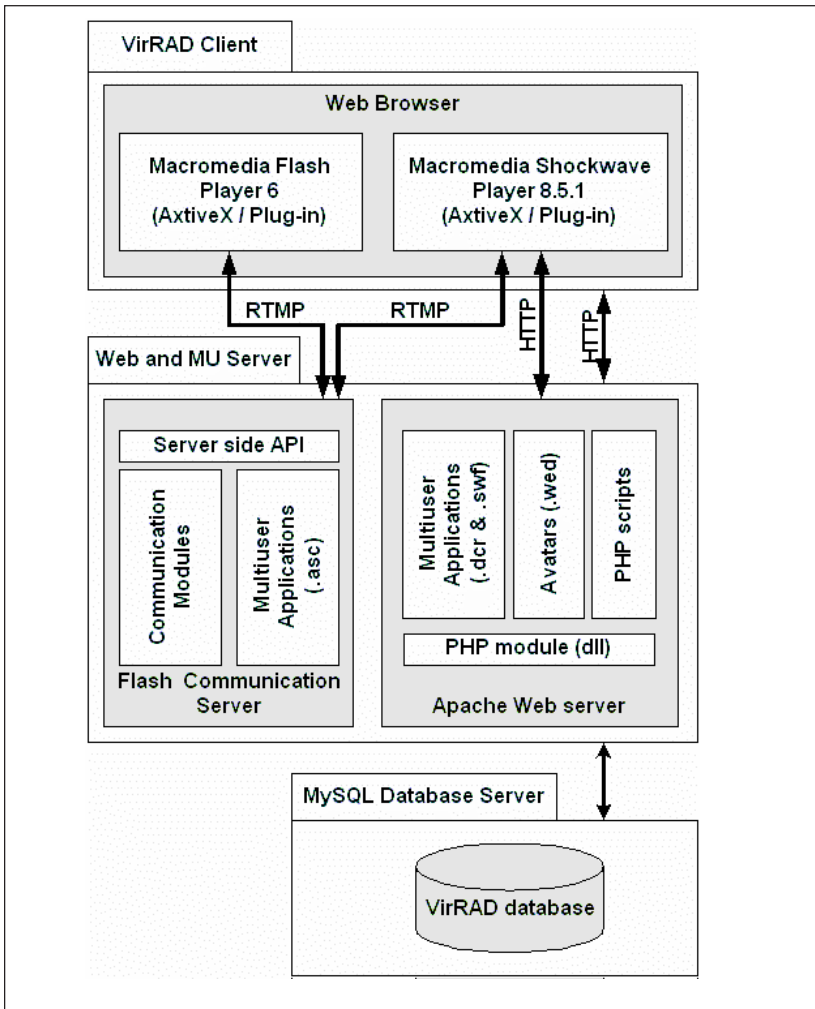 VirRAD Client
Web Browser
Macromedia Flash
Player 6
(AxtiveX / Plug-in)
Macromedia Shockwave
Player 8.5.1
(AxtiveX / Plug-in)
RTMP
RTMP
HTTP
HTTP
Web and MU Server
Server side API
Communication
Modules
Multiuser
Applications
(.asc)
Flash Communication
Server
Multiuser
Applications
(.dcr & .swf)
Avatars (.wed)
PHP scripts
PHP module (dll)
Apache Web server
MySQL Database Server
VirRAD database